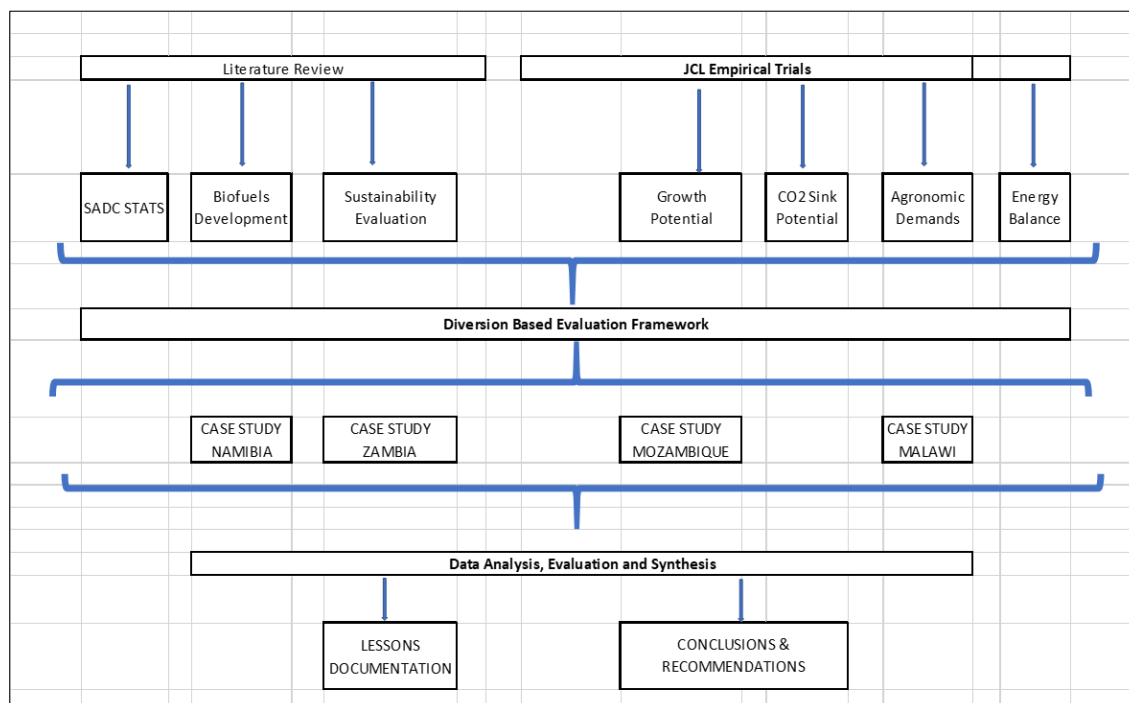 Literature Review
JCL Empirical Trials
SADC STATS
Biofuels
Development
Sustainability
Evaluation
Growth
Potential
CO2 Sink
Potential
Agronomic
Demands
Energy
Balance
Diversion Based Evaluation Framework
CASE STUDY
NAMIBIA
CASE STUDY
ZAMBIA
CASE STUDY
MOZAMBIQUE
CASE STUDY
MALAWI
Data Analysis, Evaluation and Synthesis
LESSONS
DOCUMENTATION
CONCLUSIONS &
RECOMMENDATIONS